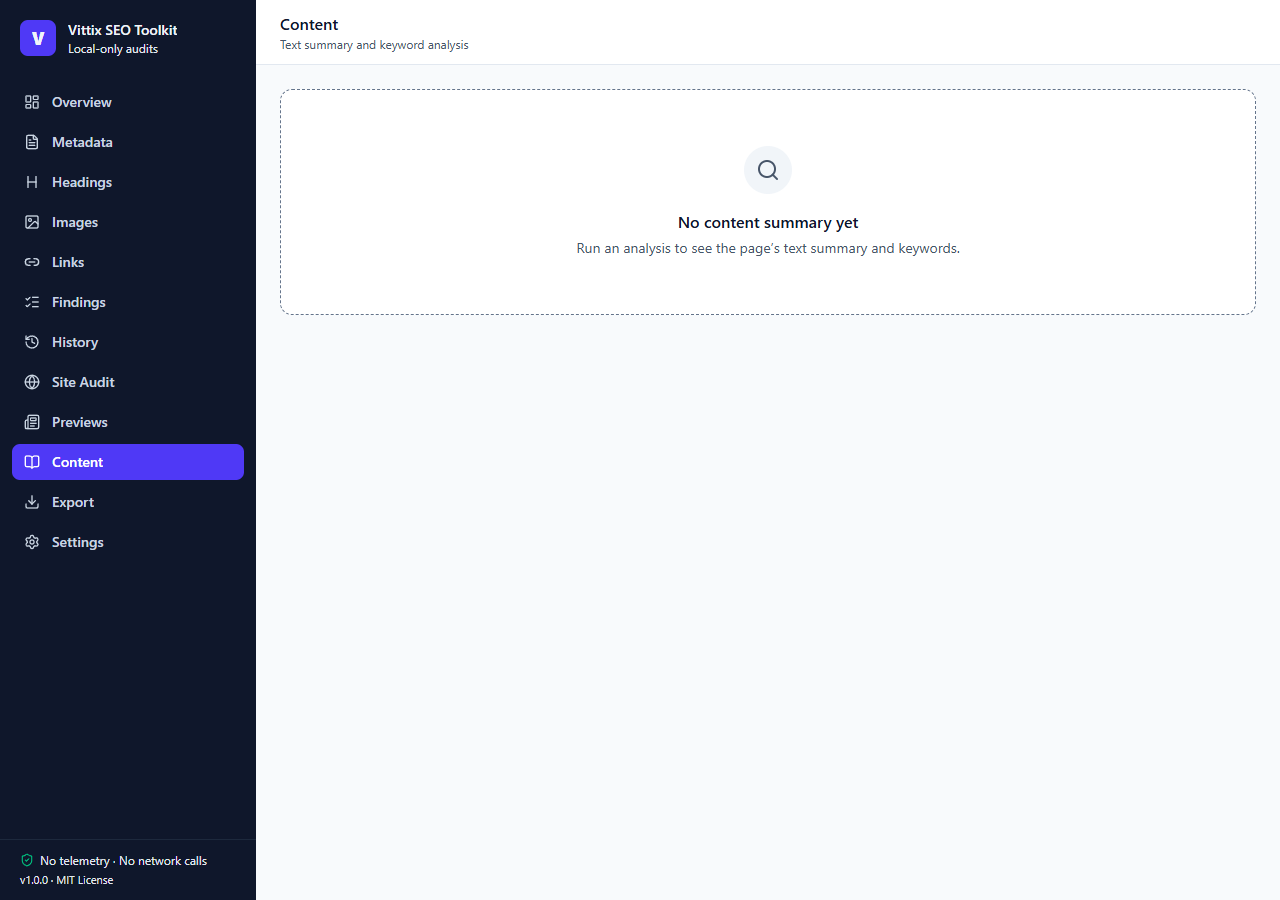 V
Vittix SEO Toolkit
Local-only audits
Overview
Metadata
Headings
Images
Links
Findings
History
Site Audit
Previews
Content
Export
Settings
No telemetry · No network calls
v1.0.0 · MIT License
Content
Text summary and keyword analysis
No content summary yet
Run an analysis to see the page’s text summary and keywords.